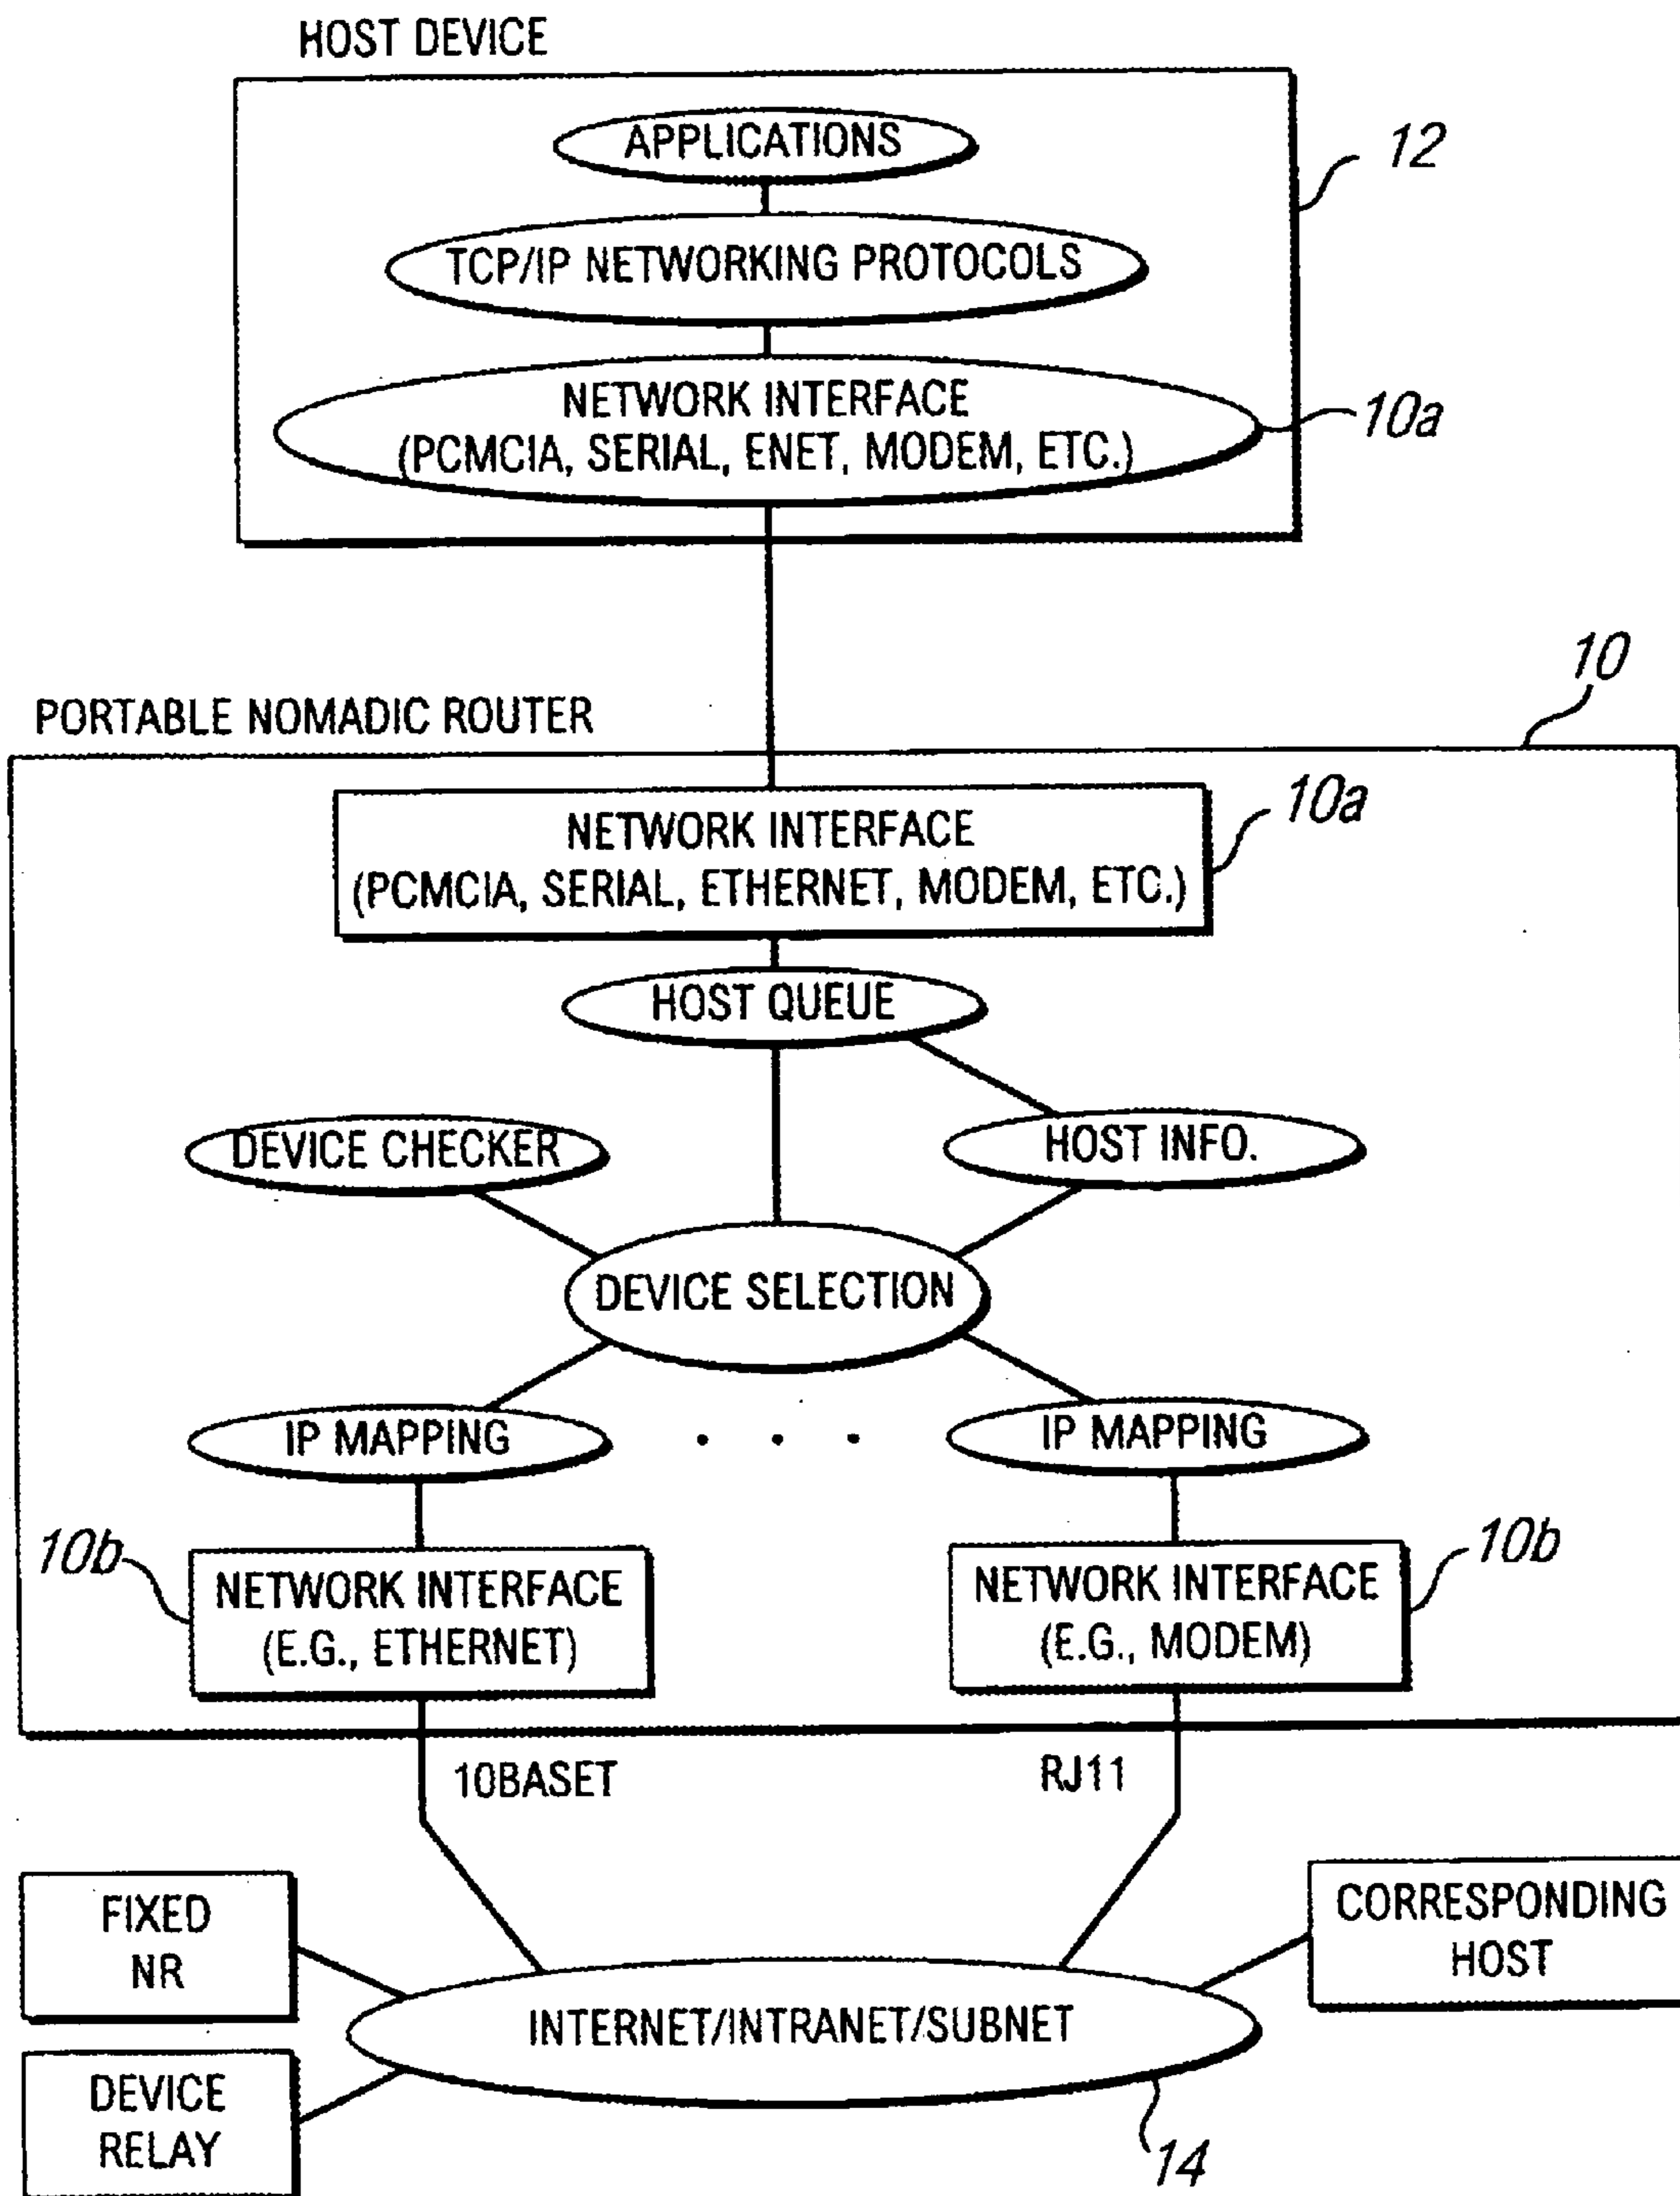 HOST DEVICE
APPLICATIONS
12
TCP/IP NETWORKING PROTOCOLS
NETWORK INTERFACE
(PCMCIA, SERIAL, ENET, MODEM, ETC.)
10a
10
PORTABLE NOMADIC ROUTER
NETWORK INTERFACE
(PCMCIA, SERIAL, ETHERNET, MODEM, ETC.)
10a
HOST QUEUE
DEVICE CHECKER
HOST INFO.
DEVICE SELECTION
IP MAPPING
. . .
IP MAPPING
10b
NETWORK INTERFACE
(E.G., ETHERNET)
NETWORK INTERFACE
(E.G., MODEM)
10b
10BASET
RJ11
FIXED
NR
CORRESPONDING
HOST
INTERNET/INTRANET/SUBNET
DEVICE
RELAY
14